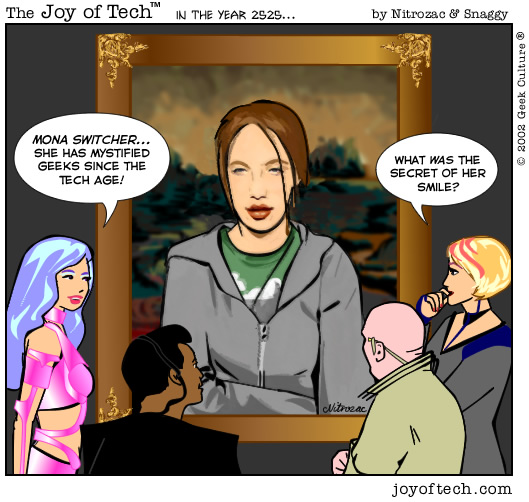 The Joy of Tech™ IN THE YEAR 2525... by Nitrozac & Snaggy
MONA SWITCHER...
SHE HAS MYSTIFIED
GEEKS SINCE THE
TECH AGE!
WHAT WAS THE
SECRET OF HER
SMILE?
© 2002 Geek Culture ®
Nitrozac
joyoftech.com